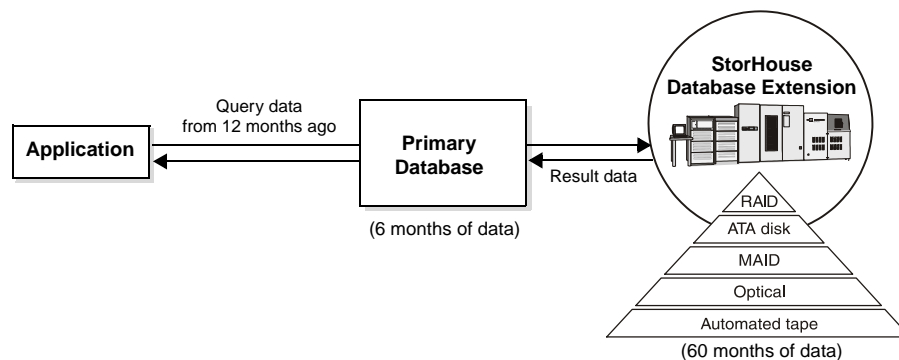 StorHouse
Database Extension
Query data
from 12 months ago
Application
Primary
Database
Result data
(6 months of data)
RAID
ATA disk
MAID
Optical
Automated tape
(60 months of data)